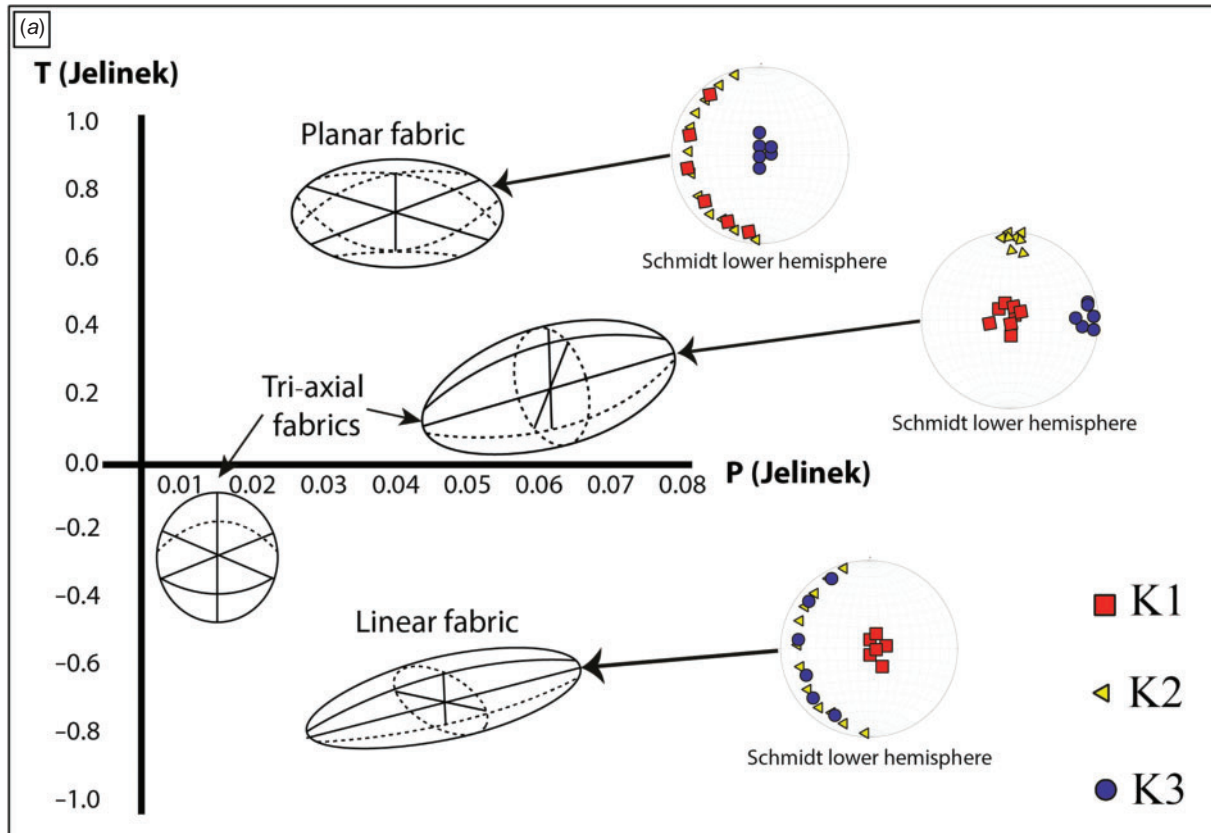 (a)
T (Jelinek)
1.0
0.8
0.6
0.4
0.2
0.0
–0.2
–0.4
–0.6
–0.8
–1.0
Planar fabric
Schmidt lower hemisphere
Tri-axial
fabrics
Schmidt lower hemisphere
0.01 0.02 0.03 0.04 0.05 0.06 0.07 0.08
P (Jelinek)
Linear fabric
Schmidt lower hemisphere
K1
K2
K3